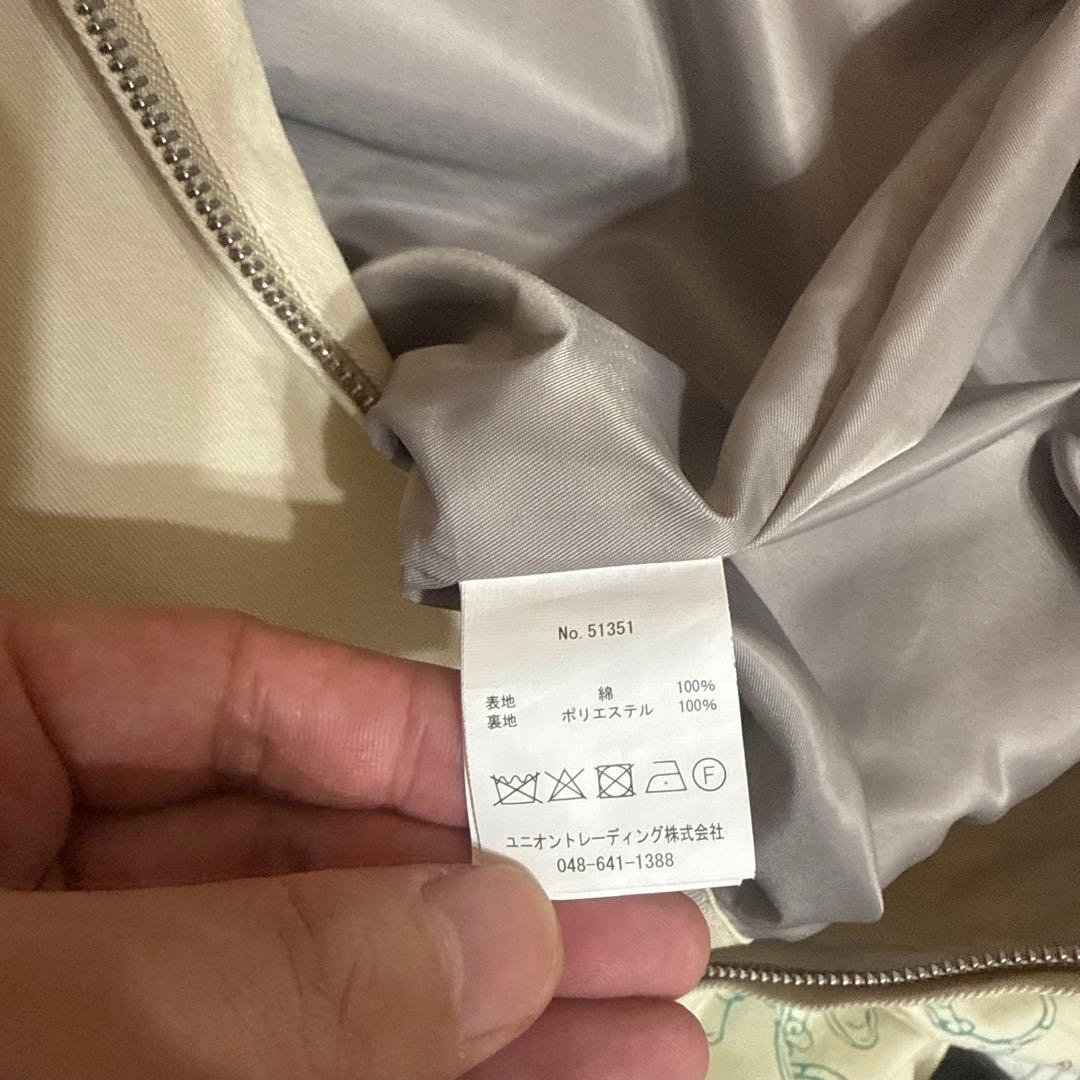 No. 51351
表地 綿 100%
裏地 ポリエステル 100%
F
ユニオントレーディング株式会社
048-641-1388